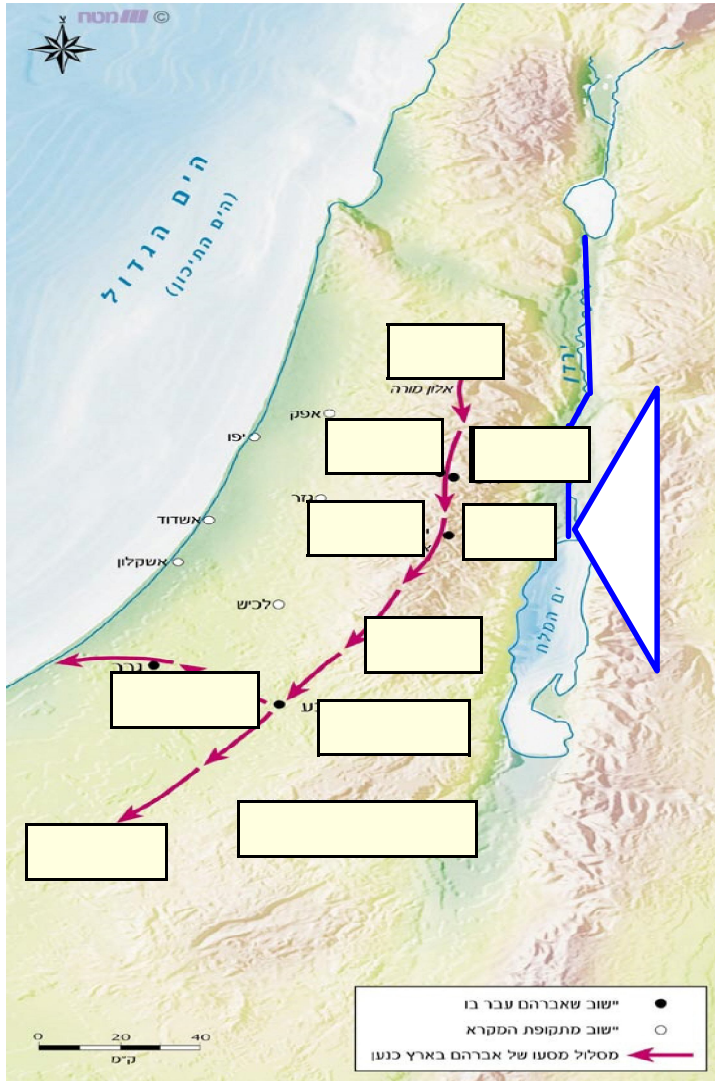 © מטח
צ
הים הגדול
(הים התיכון)
ירדן
אלון מורה
אפק
יפו
גזר
אשדוד
אשקלון
לכיש
ים המלח
גרר
יישוב שאברהם עבר בו
יישוב מתקופת המקרא
מסלול מסעו של אברהם בארץ כנען
0 20 40
ק"מ